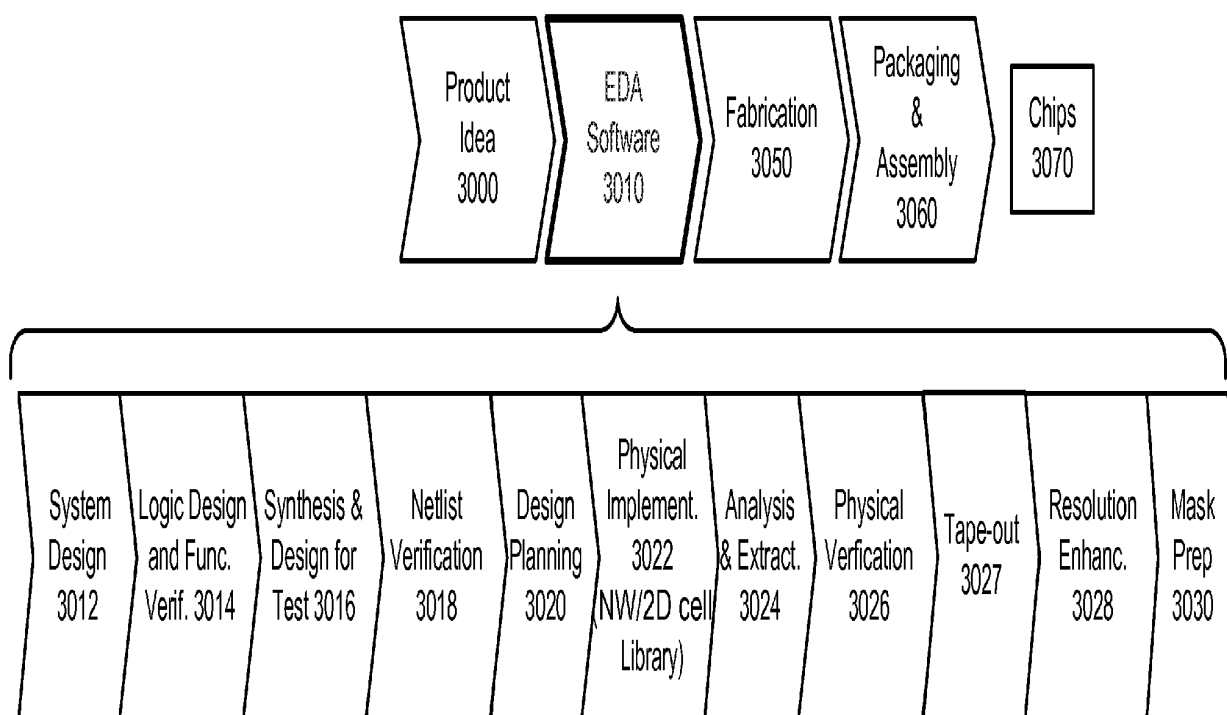 Product
Idea
3000
EDA
Software
3010
Fabrication
3050
Packaging
&
Assembly
3060
Chips
3070
System
Design
3012
Logic Design
and Func.
Verif. 3014
Synthesis &
Design for
Test 3016
Netlist
Verification
3018
Design
Planning
3020
Physical
Implement.
3022
(NW/2D cell
Library)
Analysis
& Extract.
3024
Physical
Verfication
3026
Tape-out
3027
Resolution
Enhanc.
3028
Mask
Prep
3030